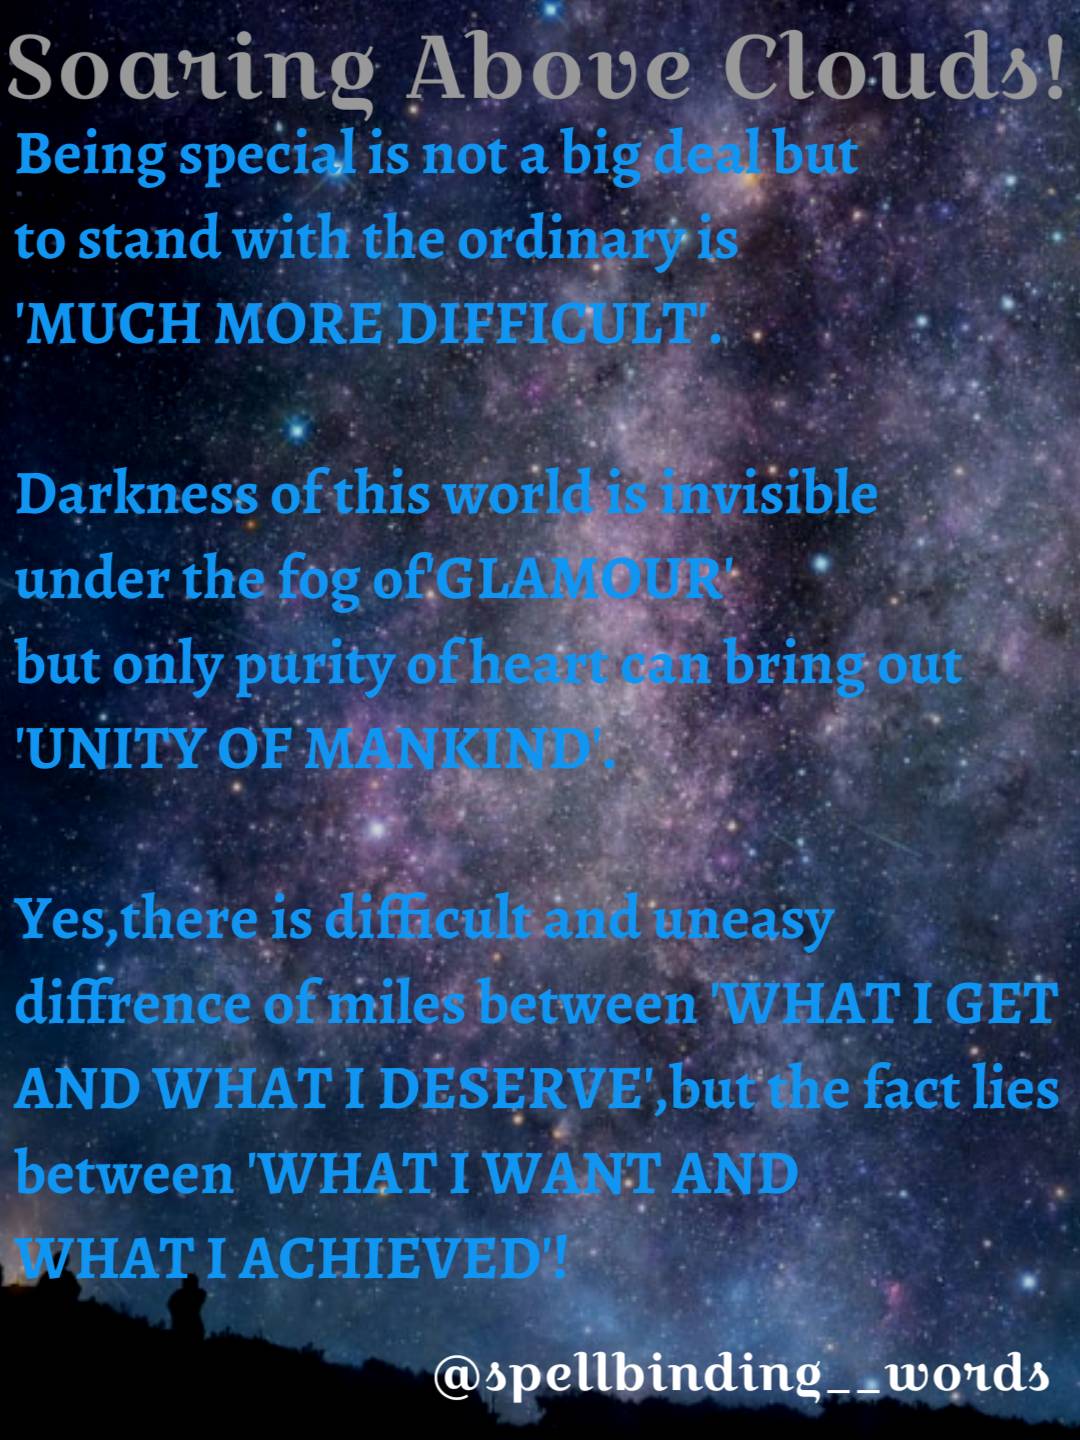 Soaring Above Clouds!
Being special is not a big deal but
to stand with the ordinary is
'MUCH MORE DIFFICULT'.
Darkness of this world is invisible
under the fog of'GLAMOUR'
but only purity of heart can bring out
'UNITY OF MANKIND'.
Yes,there is difficult and uneasy
diffrence of miles between 'WHAT I GET
AND WHAT I DESERVE',but the fact lies
between 'WHAT I WANT AND
WHAT I ACHIEVED'!
@spellbinding__words